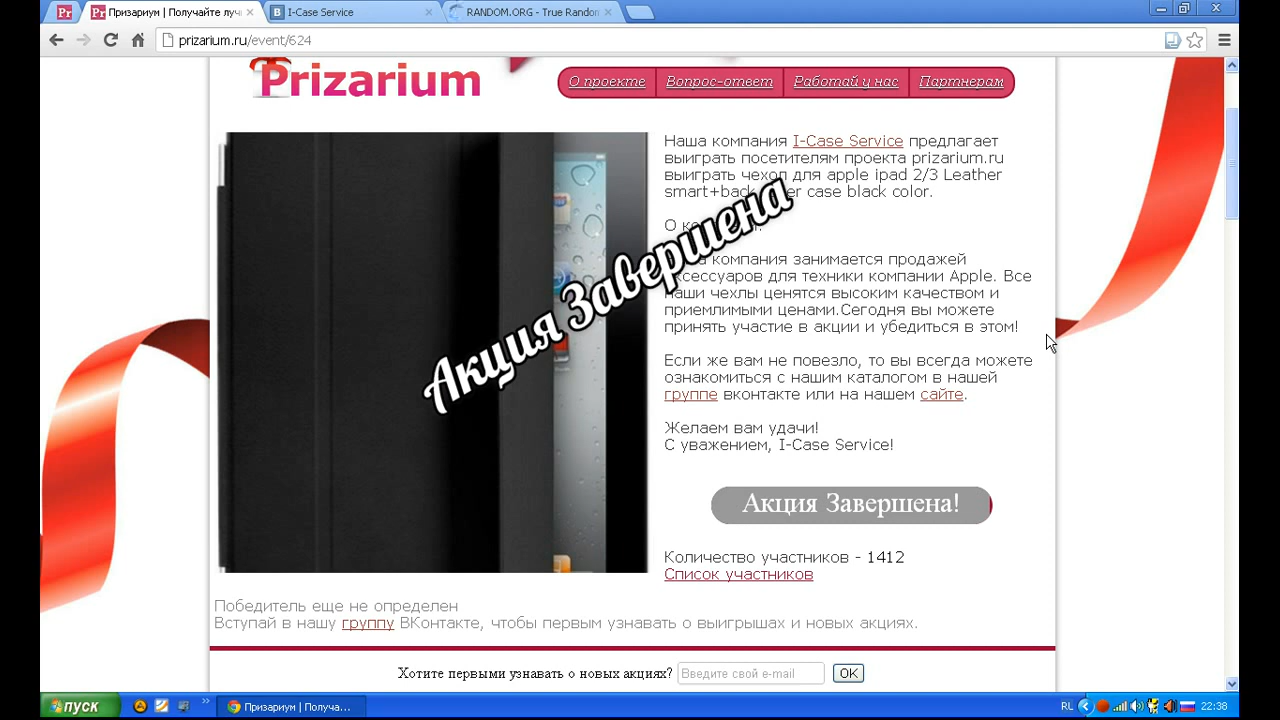 Призариум | Получайте луч
I-Case Service
RANDOM.ORG - True Random
prizarium.ru/event/624
Prizarium
О проекте
Вопрос-ответ
Работай у нас
Партнерам
Наша компания I-Case Service предлагает
выиграть посетителям проекта prizarium.ru
выиграть чехол для apple ipad 2/3 Leather
smart+back er case black color.
О к
компания занимается продажей
ксессуаров для техники компании Apple. Все
наши чехлы ценятся высоким качеством и
приемлимыми ценами.Сегодня вы можете
принять участие в акции и убедиться в этом!
Акция Завершена
Если же вам не повезло, то вы всегда можете
ознакомиться с нашим каталогом в нашей
группе вконтакте или на нашем сайте.
Желаем вам удачи!
С уважением, I-Case Service!
Акция Завершена!
Количество участников - 1412
Список участников
Победитель еще не определен
Вступай в нашу группу ВКонтакте, чтобы первым узнавать о выигрышах и новых акциях.
Хотите первыми узнавать о новых акциях? Введите свой e-mail OK
пуск
Призариум | Получа...
RL
22:38